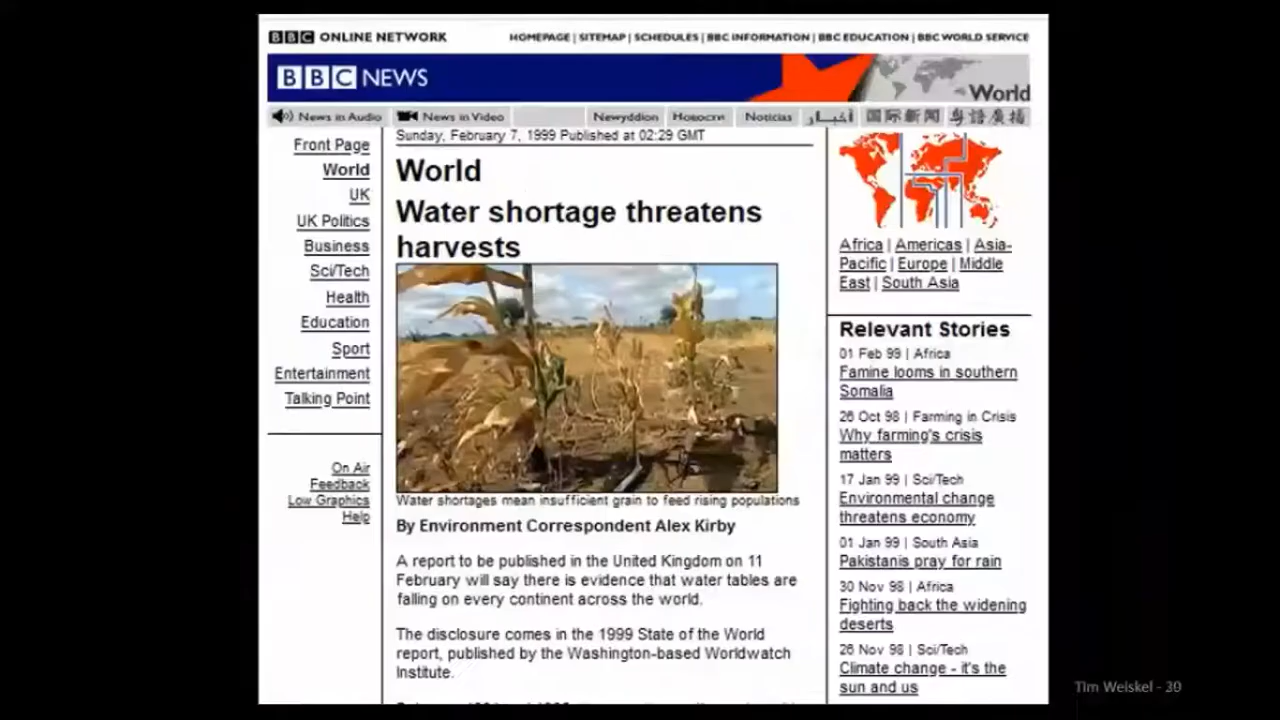 BBC ONLINE NETWORK
HOMEPAGE | SITEMAP | SCHEDULES | BBC INFORMATION | BBC EDUCATION | BBC WORLD SERVICE
BBC NEWS
World
News in Audio
News in Video
Newyddion
Новости
Noticias
أخبار
国际新闻
粤語廣播
Front Page
World
UK
UK Politics
Business
Sci/Tech
Health
Education
Sport
Entertainment
Talking Point
On Air
Feedback
Low Graphics
Help
Sunday, February 7, 1999 Published at 02:29 GMT
World
Water shortage threatens
harvests
Water shortages mean insufficient grain to feed rising populations
By Environment Correspondent Alex Kirby
A report to be published in the United Kingdom on 11
February will say there is evidence that water tables are
falling on every continent across the world.
The disclosure comes in the 1999 State of the World
report, published by the Washington-based Worldwatch
Institute.
Africa | Americas | Asia-
Pacific | Europe | Middle
East | South Asia
Relevant Stories
01 Feb 99 | Africa
Famine looms in southern
Somalia
26 Oct 98 | Farming in Crisis
Why farming's crisis
matters
17 Jan 99 | Sci/Tech
Environmental change
threatens economy
01 Jan 99 | South Asia
Pakistanis pray for rain
30 Nov 98 | Africa
Fighting back the widening
deserts
26 Nov 98 | Sci/Tech
Climate change - it's the
sun and us
Tim Weiskel - 30